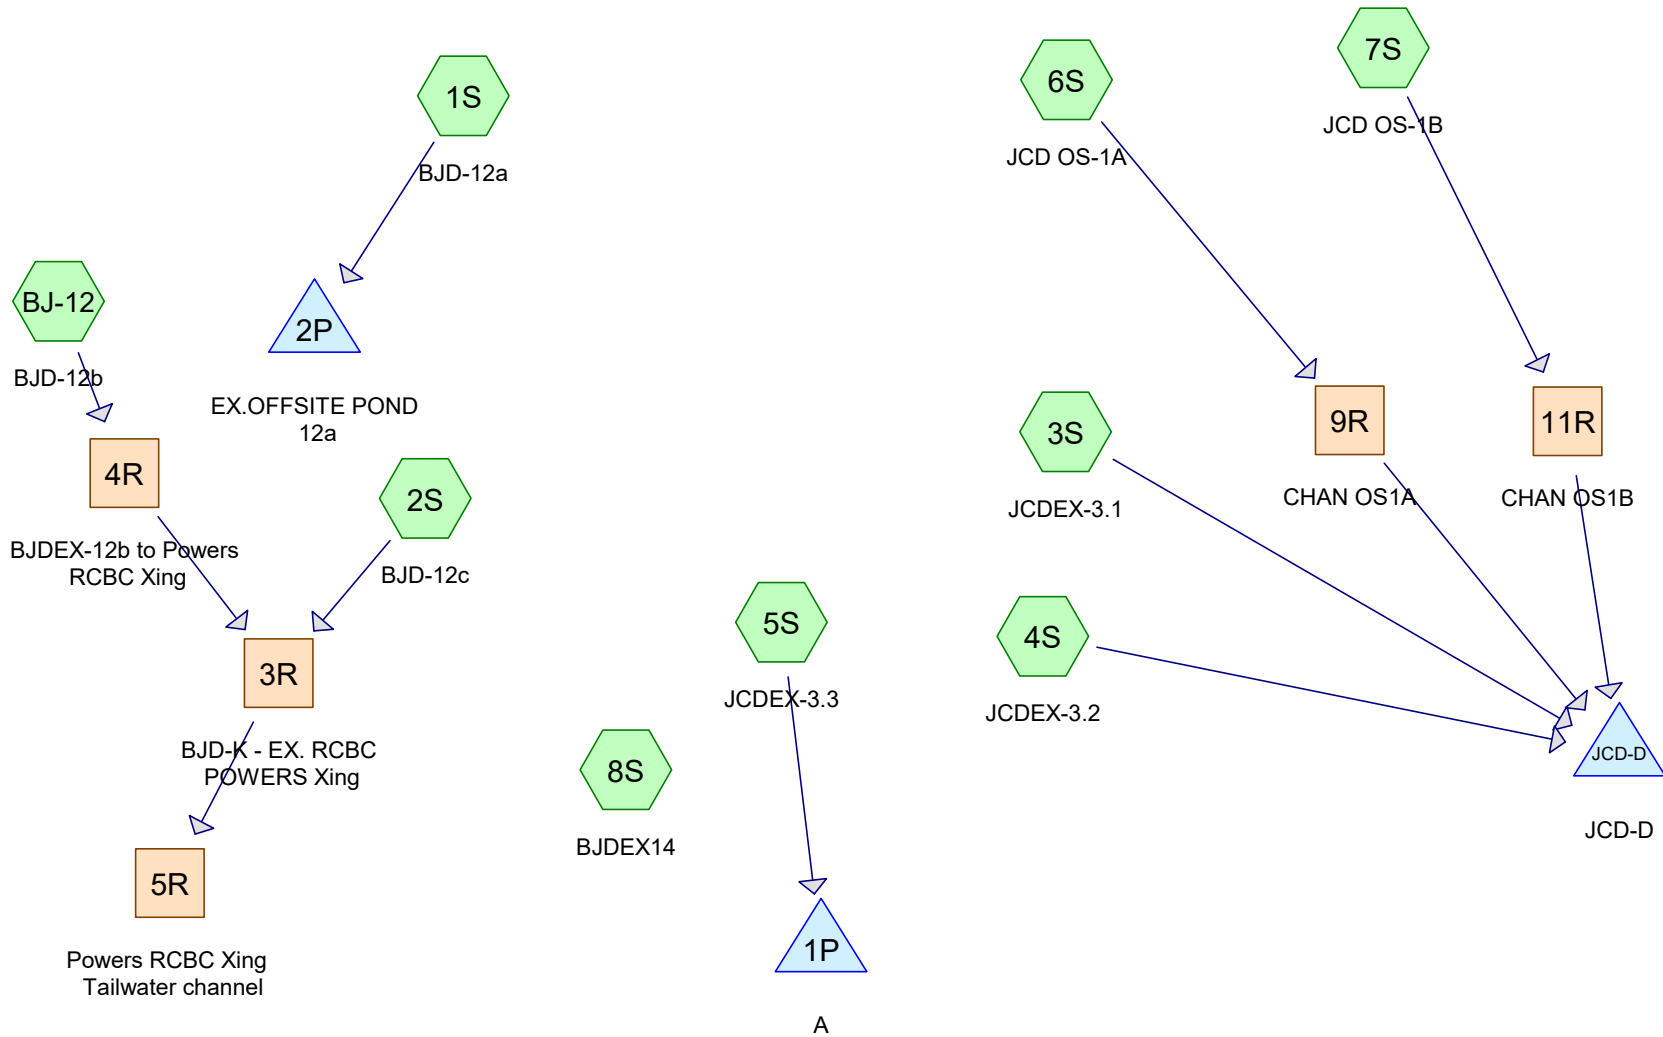 7S
JCD OS-1B
6S
JCD OS-1A
1S
BJD-12a
BJ-12
BJD-12b
2P
EX.OFFSITE POND
12a
9R
CHAN OS1A
11R
CHAN OS1B
3S
JCDEX-3.1
4R
BJDEX-12b to Powers
RCBC Xing
2S
BJD-12c
5S
JCDEX-3.3
4S
JCDEX-3.2
3R
BJD-K - EX. RCBC
POWERS Xing
8S
BJDEX14
JCD-D
JCD-D
5R
Powers RCBC Xing
Tailwater channel
1P
A